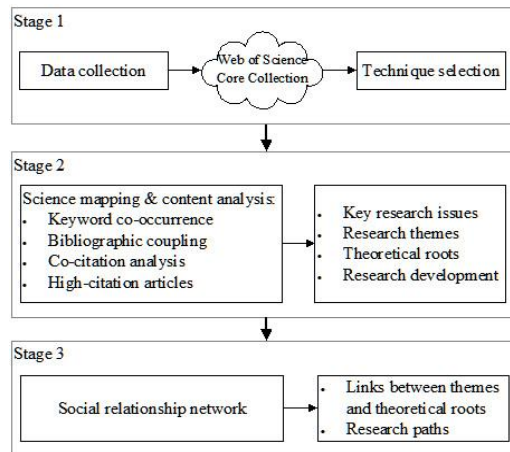 Stage 1
Data collection
Web of Science
Core Collection
Technique selection
Stage 2
Science mapping & content analysis:
• Keyword co-occurrence
• Bibliographic coupling
• Co-citation analysis
• High-citation articles
• Key research issues
• Research themes
• Theoretical roots
• Research development
Stage 3
Social relationship network
• Links between themes
and theoretical roots
• Research paths